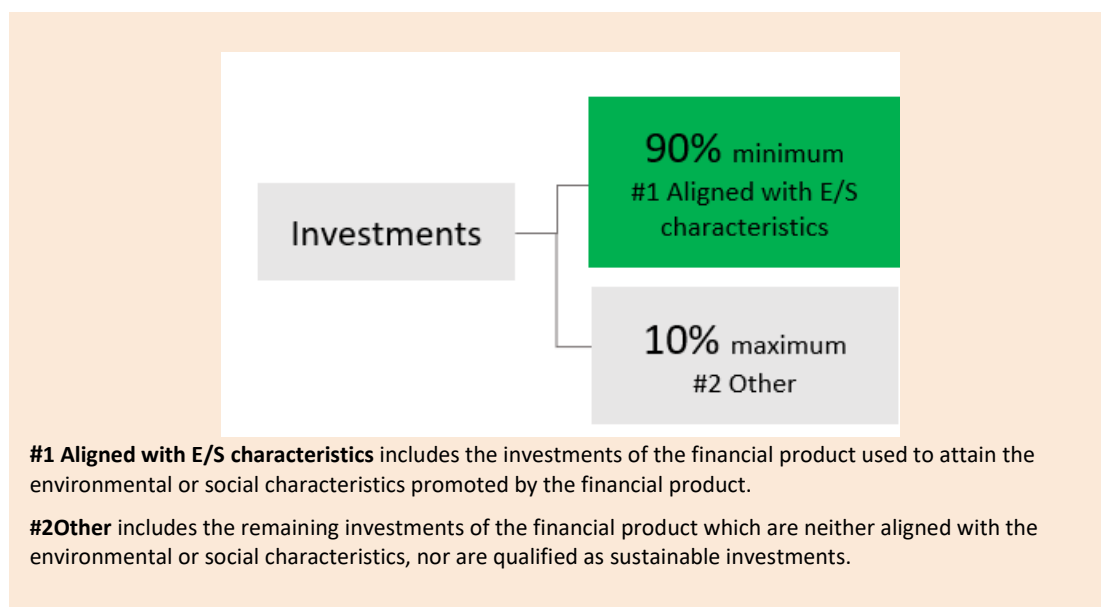 90% minimum
#1 Aligned with E/S
characteristics
Investments
10% maximum
#2 Other
#1 Aligned with E/S characteristics includes the investments of the financial product used to attain the
environmental or social characteristics promoted by the financial product.
#2Other includes the remaining investments of the financial product which are neither aligned with the
environmental or social characteristics, nor are qualified as sustainable investments.